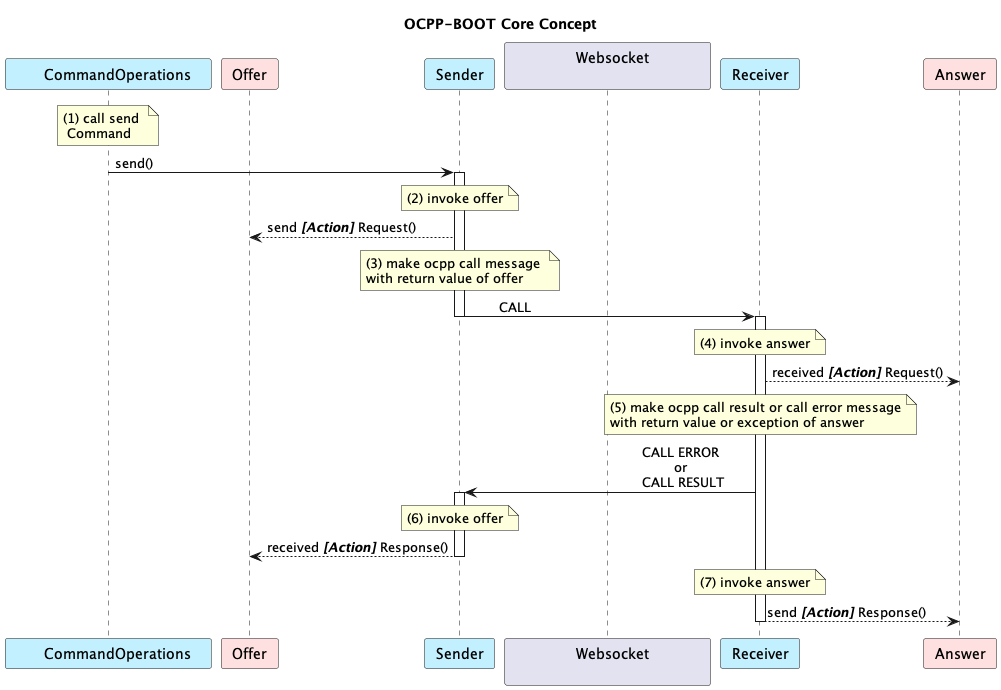 OCPP-BOOT Core Concept
CommandOperations
Offer
Sender
Websocket
Receiver
Answer
(1) call send
Command
send()
(2) invoke offer
send [Action] Request()
(3) make ocpp call message
with return value of offer
CALL
(4) invoke answer
received [Action] Request()
(5) make ocpp call result or call error message
with return value or exception of answer
CALL ERROR
or
CALL RESULT
(6) invoke offer
received [Action] Response()
(7) invoke answer
send [Action] Response()
CommandOperations
Offer
Sender
Websocket
Receiver
Answer